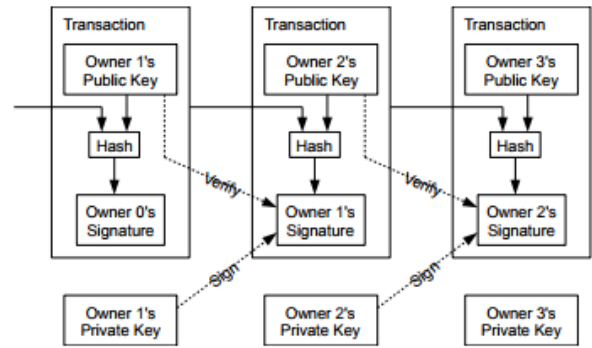 Transaction
Owner 1's
Public Key
Hash
Owner 0's
Signature
Transaction
Owner 2's
Public Key
Hash
Owner 1's
Signature
Transaction
Owner 3's
Public Key
Hash
Owner 2's
Signature
Verify
Verify
Sign
Sign
Owner 1's
Private Key
Owner 2's
Private Key
Owner 3's
Private Key